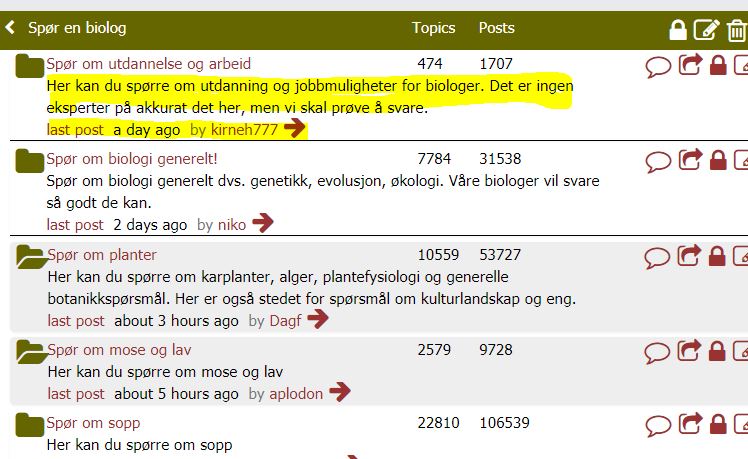 Spør en biolog Topics Posts
Spør om utdannelse og arbeid 474 1707
Her kan du spørre om utdanning og jobbmuligheter for biologer. Det er ingen
eksperter på akkurat det her, men vi skal prøve å svare.
last post a day ago by kirneh777
Spør om biologi generelt! 7784 31538
Spør om biologi generelt dvs. genetikk, evolusjon, økologi. Våre biologer vil svare
så godt de kan.
last post 2 days ago by niko
Spør om planter 10559 53727
Her kan du spørre om karplanter, alger, plantefysiologi og generelle
botanikkspørsmål. Her er også stedet for spørsmål om kulturlandskap og eng.
last post about 3 hours ago by Dagf
Spør om mose og lav 2579 9728
Her kan du spørre om mose og lav
last post about 5 hours ago by aplodon
Spør om sopp 22810 106539
Her kan du spørre om sopp